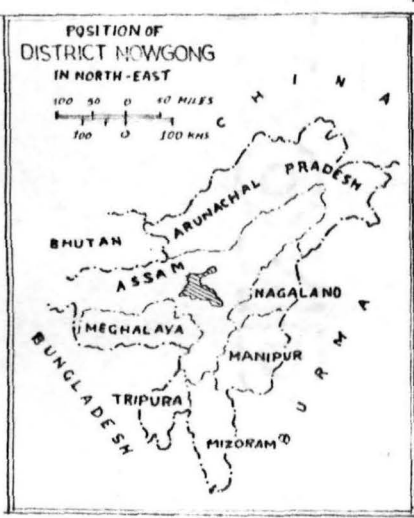 POSITION OF
DISTRICT NOWGONG
IN NORTH-EAST
100 50 0 50 MILES
100 0 100 KMS
CHINA
ARUNACHAL PRADESH
BHUTAN
ASSAM
NAGALAND
MEGHALAYA
MANIPUR
BUNGLADESH
BURMA
TRIPURA
MIZORAM